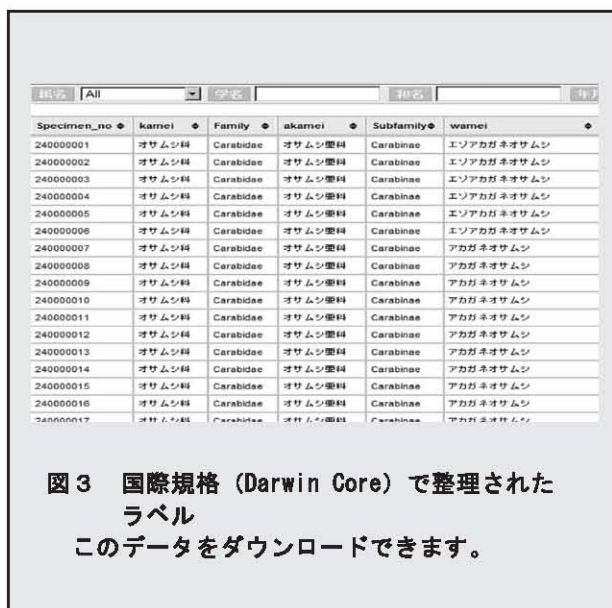 All 学名 和名
Specimen_no kamei Family akamei Subfamily wamei
240000001 オサムシ科 Carabidae オサムシ亜科 Carabinae エゾアカガネオサムシ
240000002 オサムシ科 Carabidae オサムシ亜科 Carabinae エゾアカガネオサムシ
240000003 オサムシ科 Carabidae オサムシ亜科 Carabinae エゾアカガネオサムシ
240000004 オサムシ科 Carabidae オサムシ亜科 Carabinae エゾアカガネオサムシ
240000005 オサムシ科 Carabidae オサムシ亜科 Carabinae エゾアカガネオサムシ
240000006 オサムシ科 Carabidae オサムシ亜科 Carabinae エゾアカガネオサムシ
240000007 オサムシ科 Carabidae オサムシ亜科 Carabinae アカガネオサムシ
240000008 オサムシ科 Carabidae オサムシ亜科 Carabinae アカガネオサムシ
240000009 オサムシ科 Carabidae オサムシ亜科 Carabinae アカガネオサムシ
240000010 オサムシ科 Carabidae オサムシ亜科 Carabinae アカガネオサムシ
240000011 オサムシ科 Carabidae オサムシ亜科 Carabinae アカガネオサムシ
240000012 オサムシ科 Carabidae オサムシ亜科 Carabinae アカガネオサムシ
240000013 オサムシ科 Carabidae オサムシ亜科 Carabinae アカガネオサムシ
240000014 オサムシ科 Carabidae オサムシ亜科 Carabinae アカガネオサムシ
240000015 オサムシ科 Carabidae オサムシ亜科 Carabinae アカガネオサムシ
240000016 オサムシ科 Carabidae オサムシ亜科 Carabinae アカガネオサムシ
240000017 オサムシ科 Carabidae オサムシ亜科 Carabinae アカガネオサムシ
図3 国際規格 (Darwin Core) で整理された
ラベル
このデータをダウンロードできます。